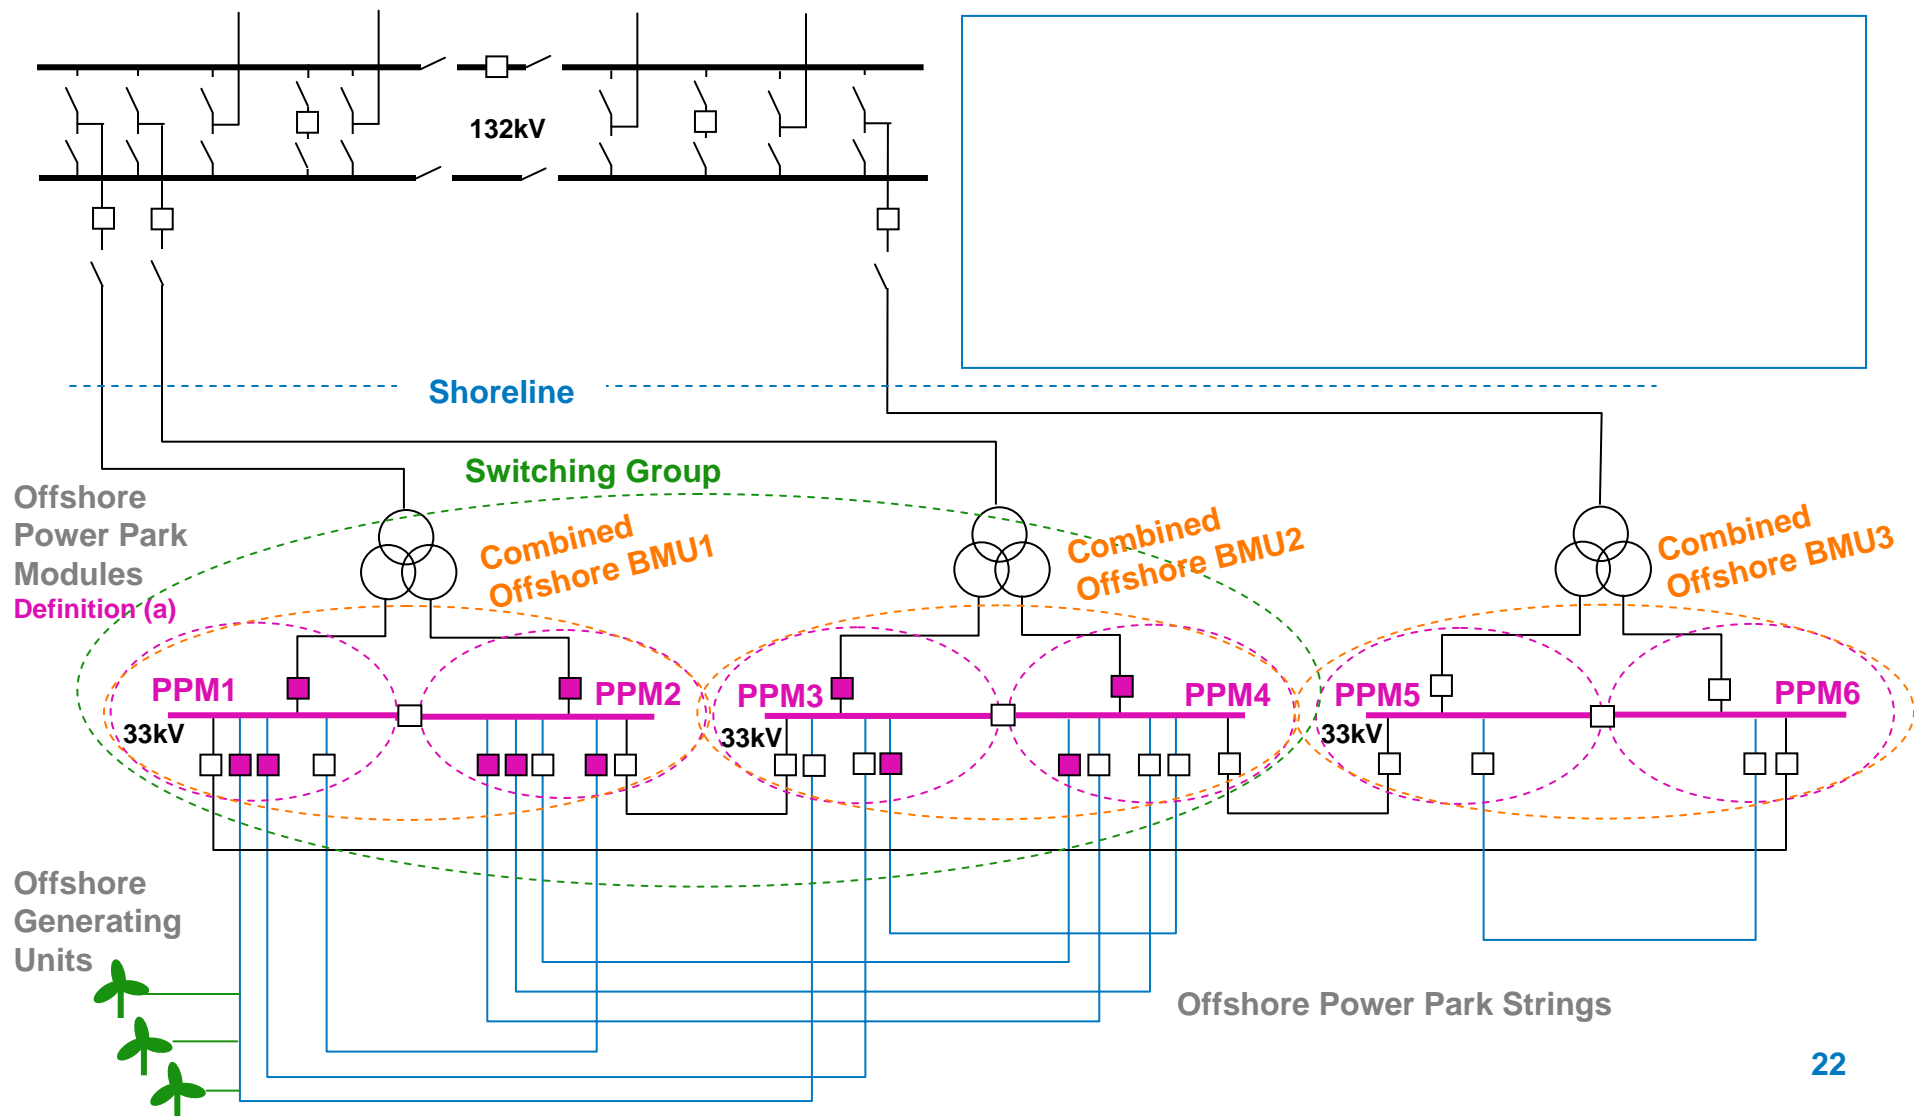 132kV
Shoreline
Switching Group
Offshore
Power Park
Modules
Definition (a)
Combined
Offshore BMU1
Combined
Offshore BMU2
Combined
Offshore BMU3
PPM1
PPM2
PPM3
PPM4
PPM5
PPM6
33kV
33kV
33kV
Offshore
Generating
Units
Offshore Power Park Strings
22